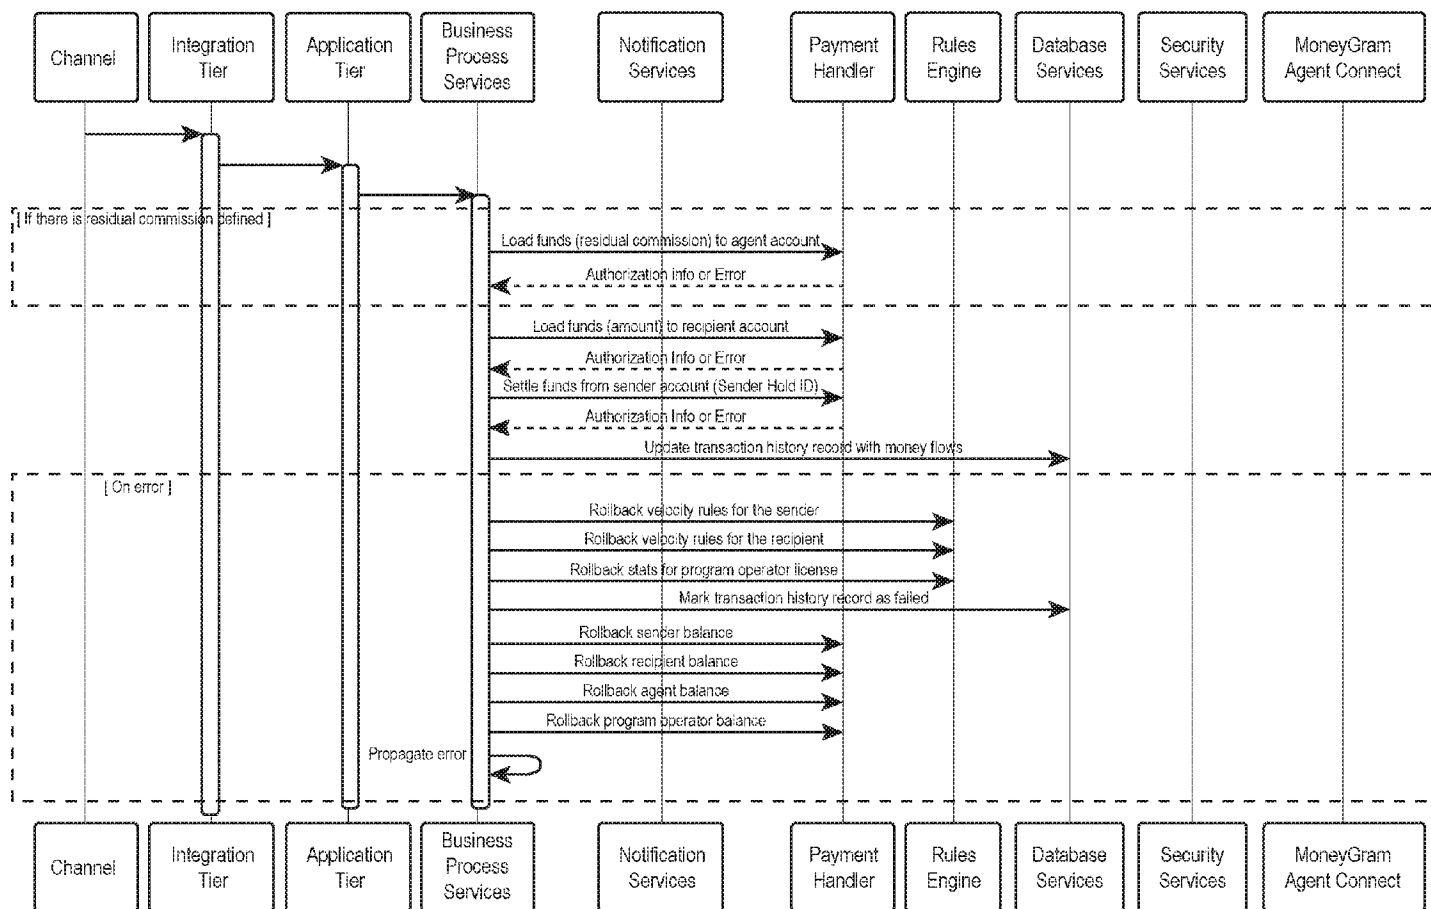 Channel
Integration
Tier
Application
Tier
Business
Process
Services
Notification
Services
Payment
Handler
Rules
Engine
Database
Services
Security
Services
MoneyGram
Agent Connect
[ If there is residual commission defined ]
Load funds (residual commission) to agent account
Authorization info or Error
Load funds (amount) to recipient account
Authorization Info or Error
Settle funds from sender account (Sender Hold ID)
Authorization Info or Error
Update transaction history record with money flows
[ On error ]
Rollback velocity rules for the sender
Rollback velocity rules for the recipient
Rollback stats for program operator license
Mark transaction history record as failed
Rollback sender balance
Rollback recipient balance
Rollback agent balance
Rollback program operator balance
Propagate error
Channel
Integration
Tier
Application
Tier
Business
Process
Services
Notification
Services
Payment
Handler
Rules
Engine
Database
Services
Security
Services
MoneyGram
Agent Connect